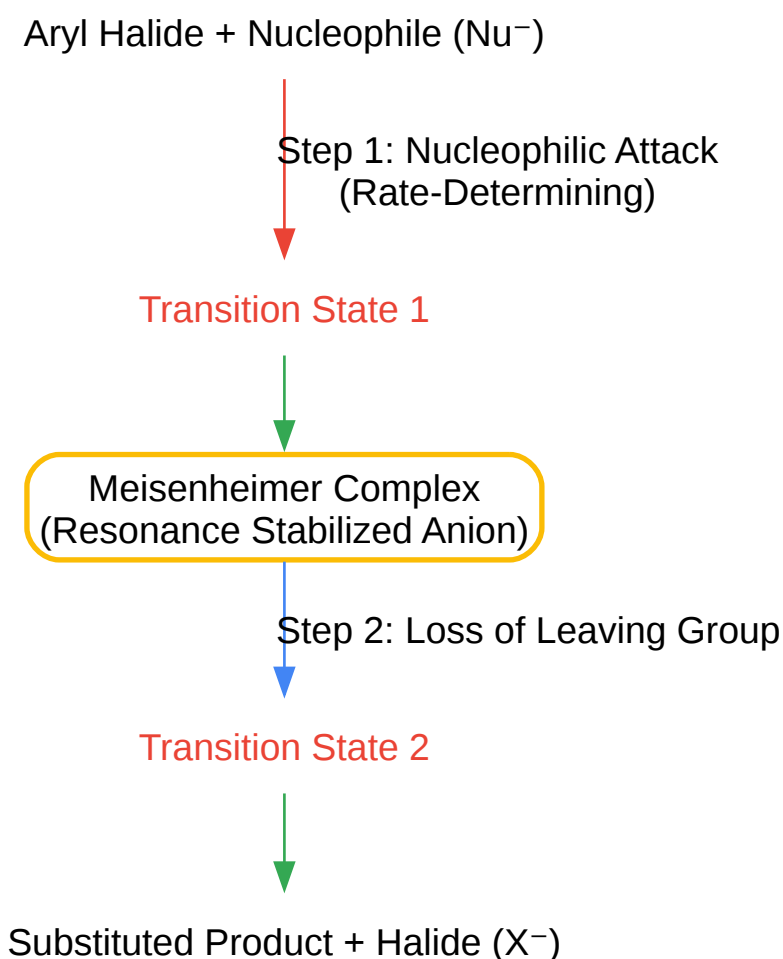 Aryl Halide + Nucleophile (Nu⁻)
Step 1: Nucleophilic Attack
(Rate-Determining)
Transition State 1
Meisenheimer Complex
(Resonance Stabilized Anion)
Step 2: Loss of Leaving Group
Transition State 2
Substituted Product + Halide (X⁻)